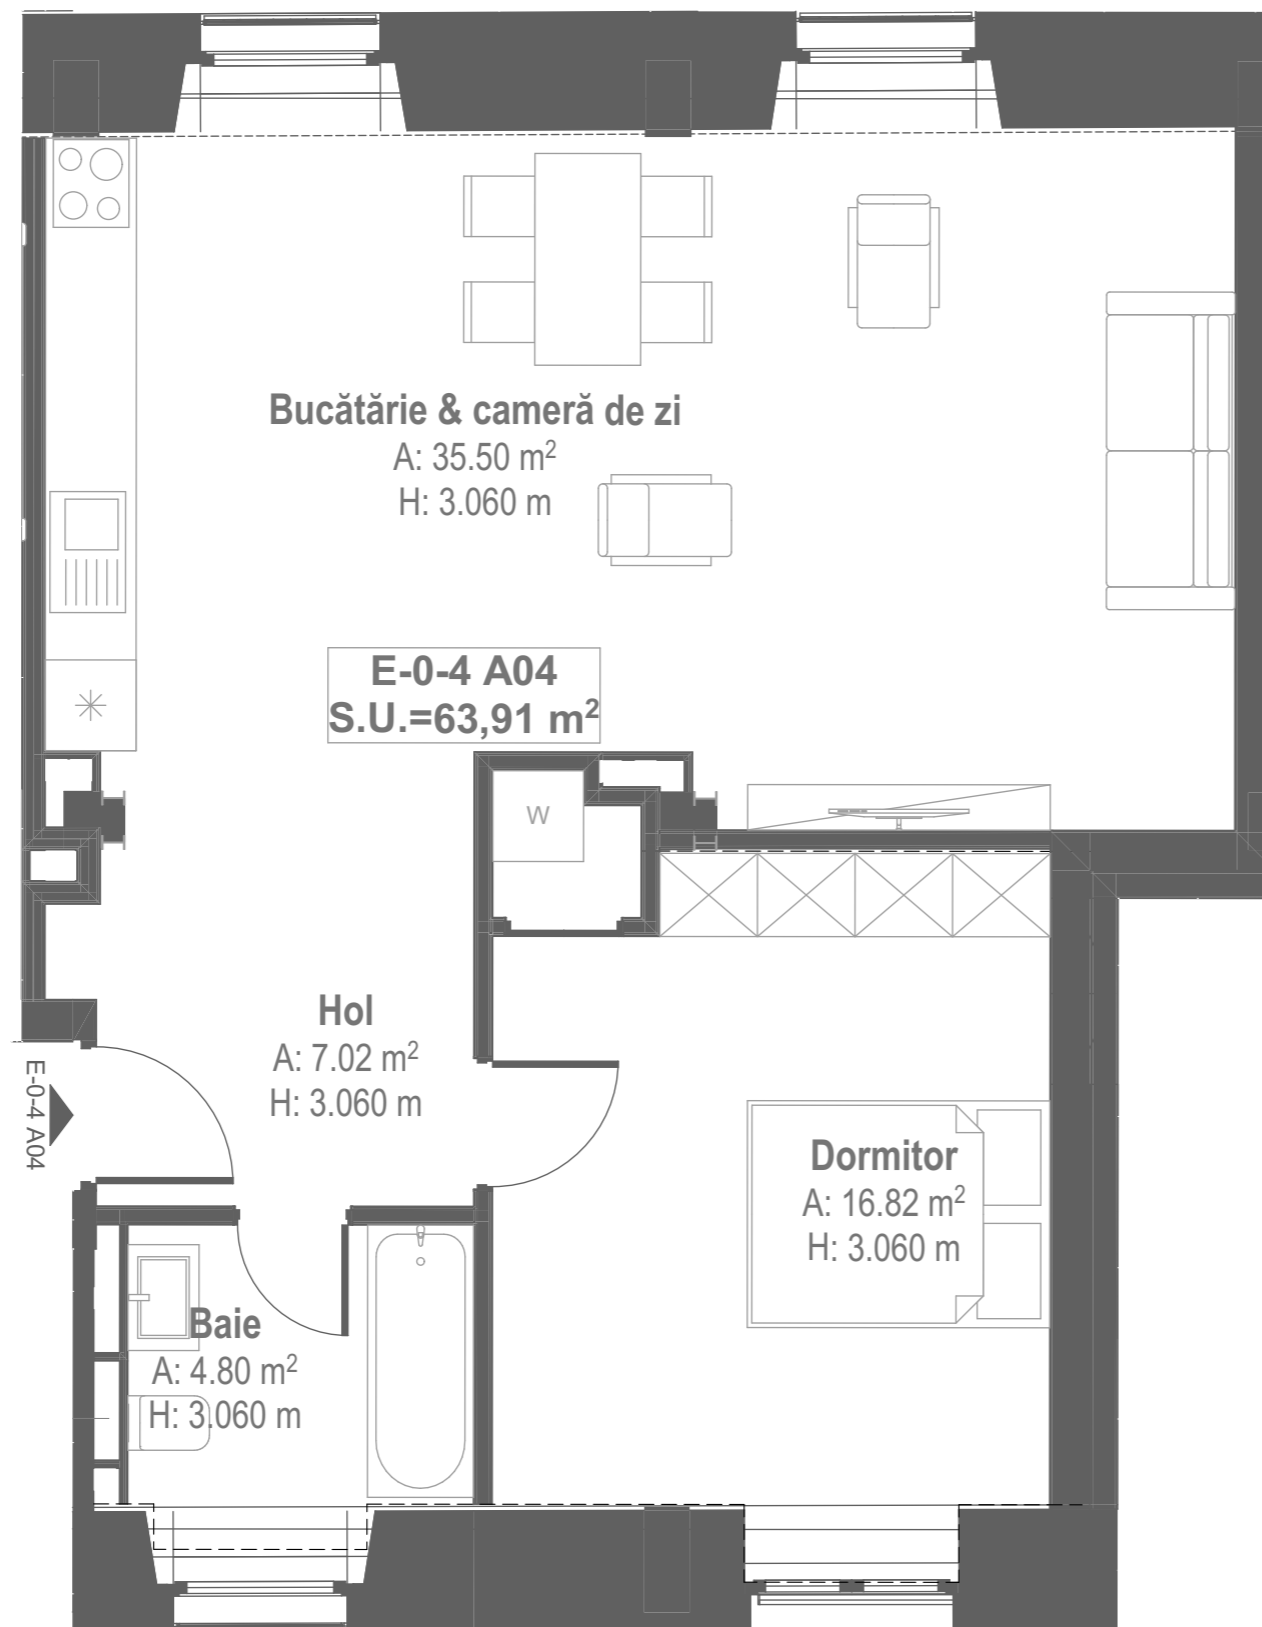 Bucătărie & cameră de zi
A: 35.50 m²
H: 3.060 m
E-0-4 A04
S.U.=63,91 m²
W
Hol
A: 7.02 m²
H: 3.060 m
E-0-4 A04
Dormitor
A: 16.82 m²
H: 3.060 m
Baie
A: 4.80 m²
H: 3.060 m